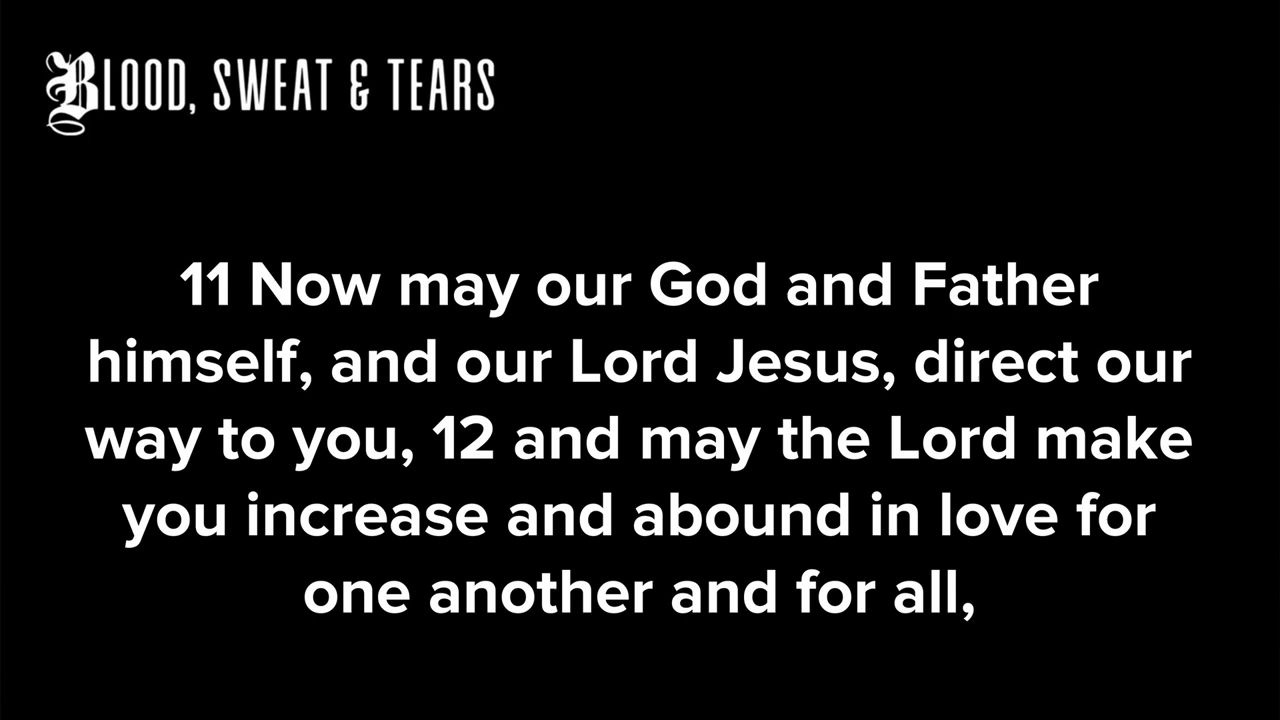 BLOOD, SWEAT & TEARS
11 Now may our God and Father
himself, and our Lord Jesus, direct our
way to you, 12 and may the Lord make
you increase and abound in love for
one another and for all,